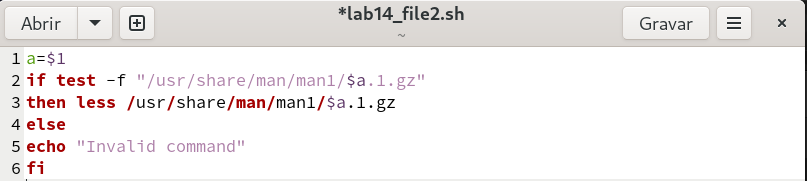 Abrir
*lab14_file2.sh
~
Gravar
1 a=$1
2 if test -f "/usr/share/man/man1/$a.1.gz"
3 then less /usr/share/man/man1/$a.1.gz
4 else
5 echo "Invalid command"
6 fi